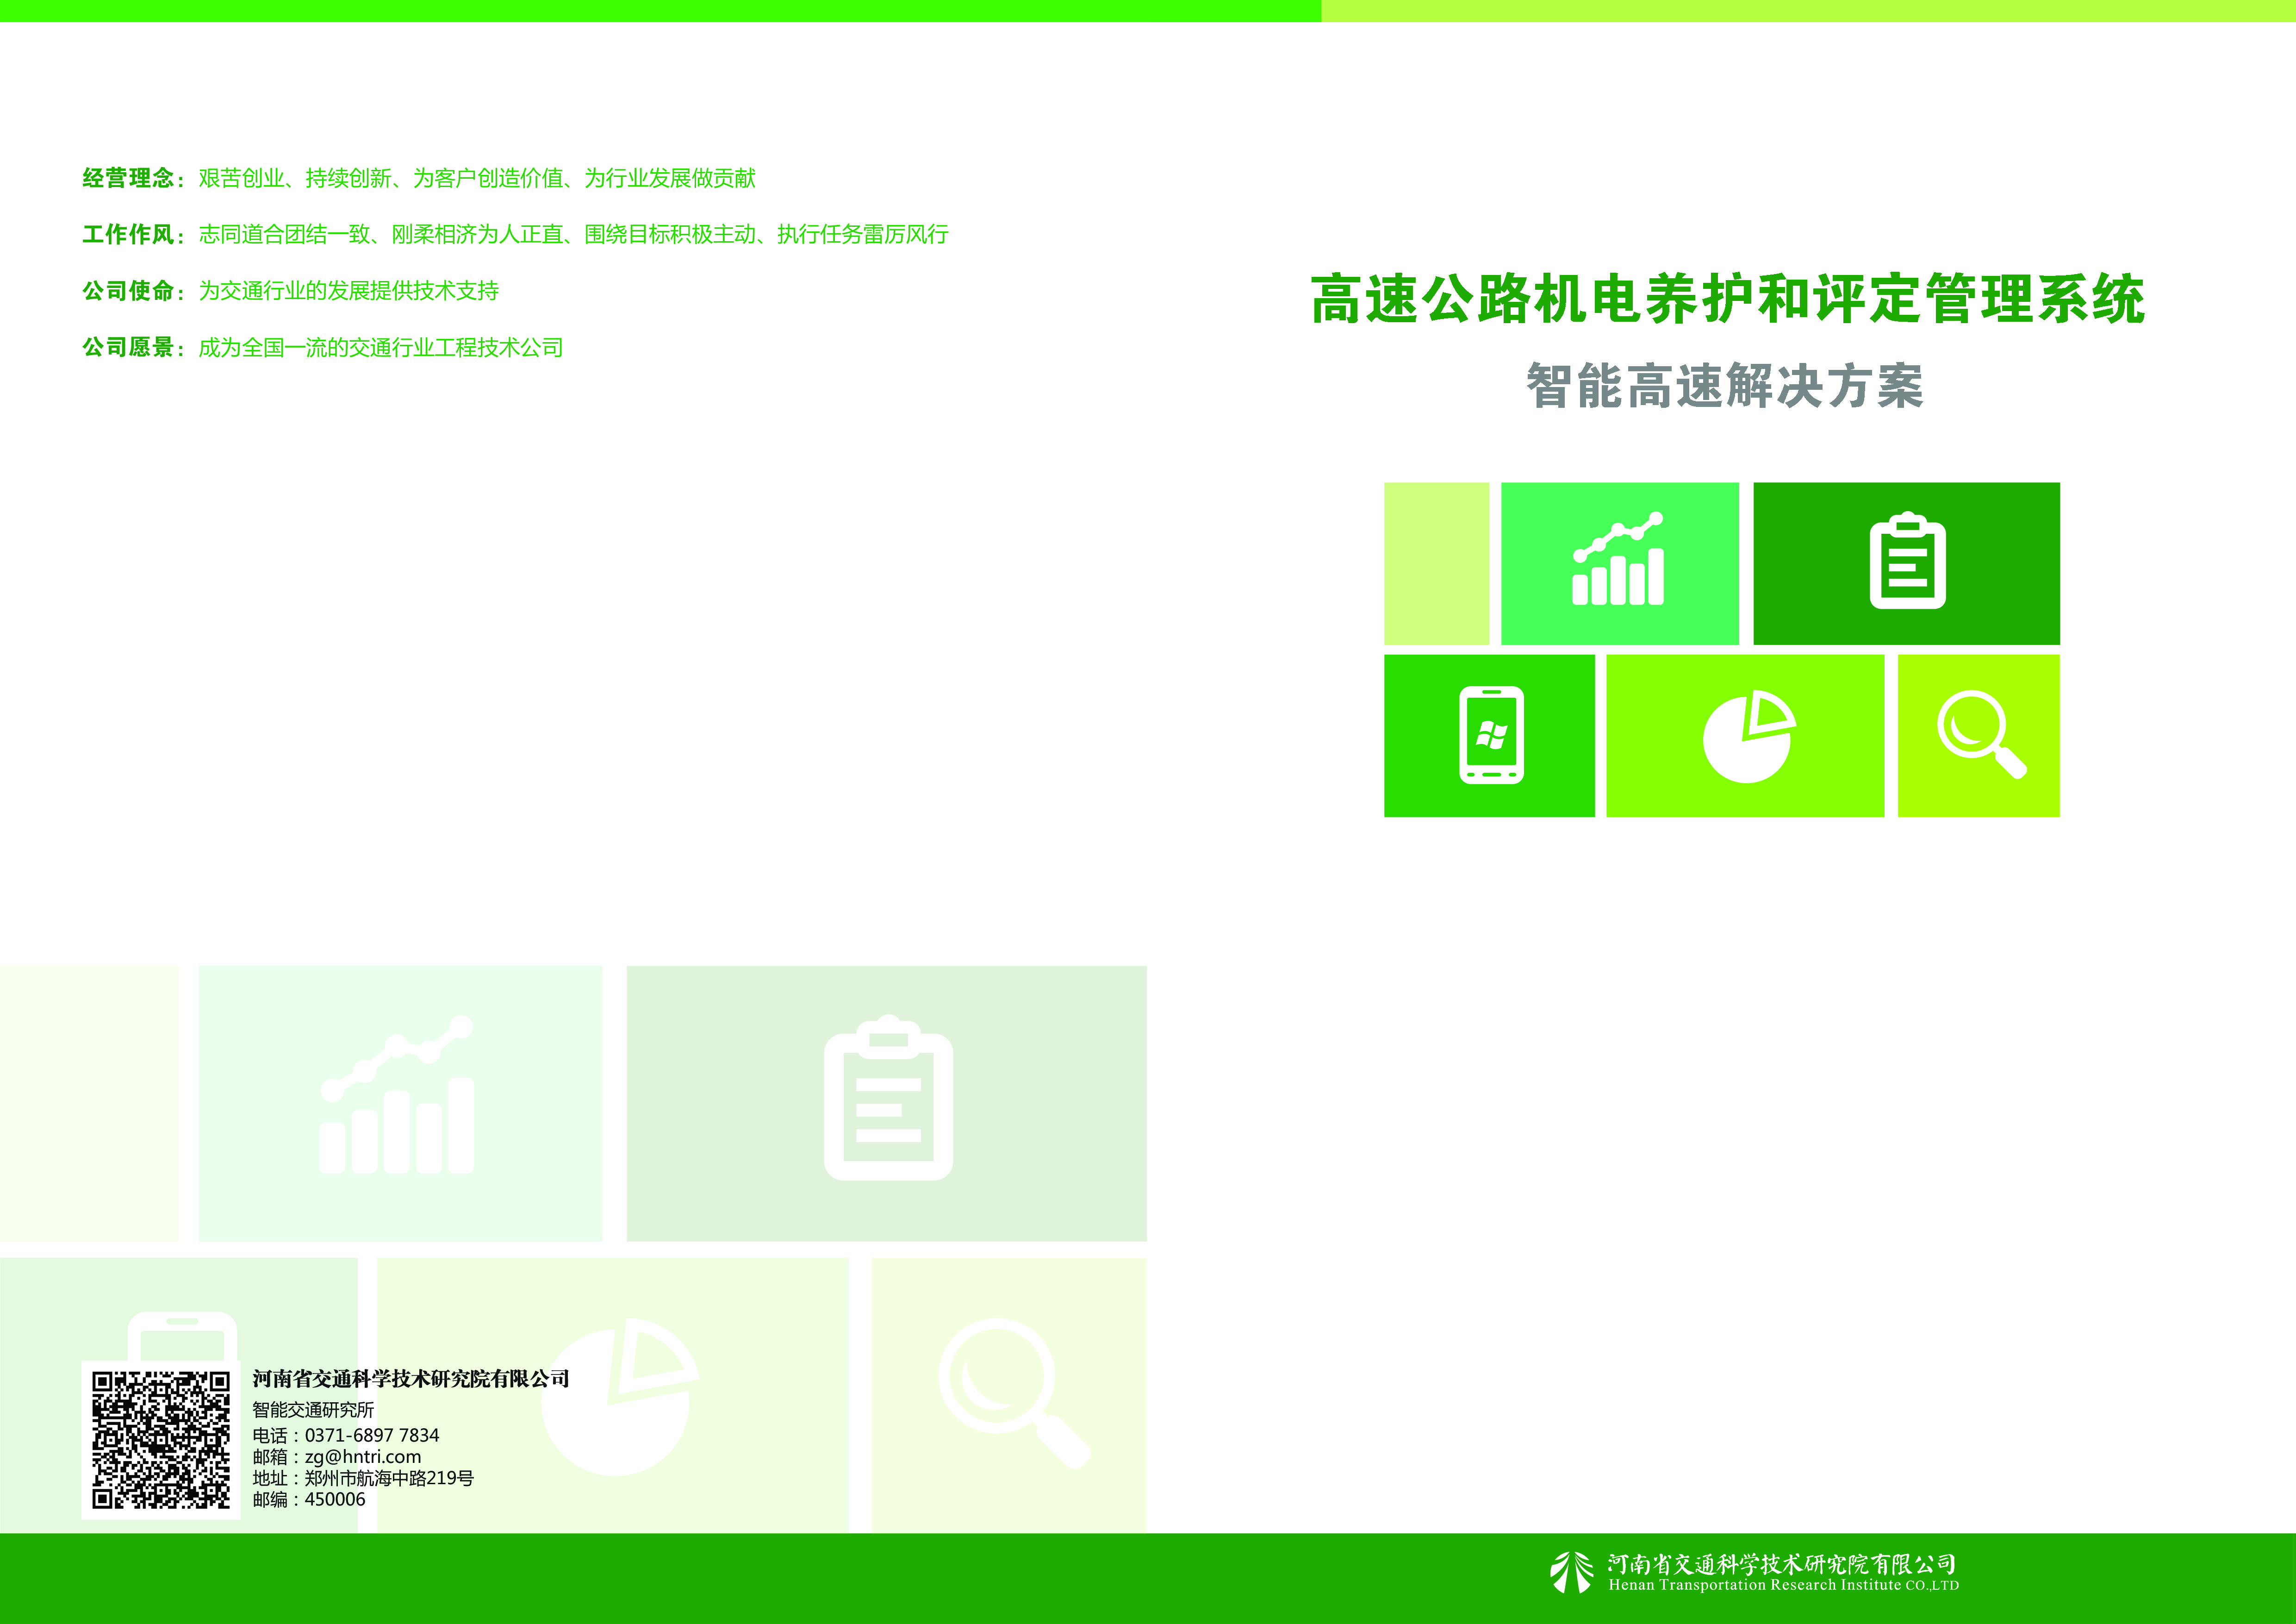 经营理念：艰苦创业、持续创新、为客户创造价值、为行业发展做贡献
工作作风：志同道合团结一致、刚柔相济为人正直、围绕目标积极主动、执行任务雷厉风行
公司使命：为交通行业的发展提供技术支持
公司愿景：成为全国一流的交通行业工程技术公司
高速公路机电养护和评定管理系统
智能高速解决方案
河南省交通科学技术研究院有限公司
智能交通研究所
电话：0371-6897 7834
邮箱：zg@hntri.com
地址：郑州市航海中路219号
邮编：450006
河南省交通科学技术研究院有限公司
Henan Transportation Research Institute CO.,LTD